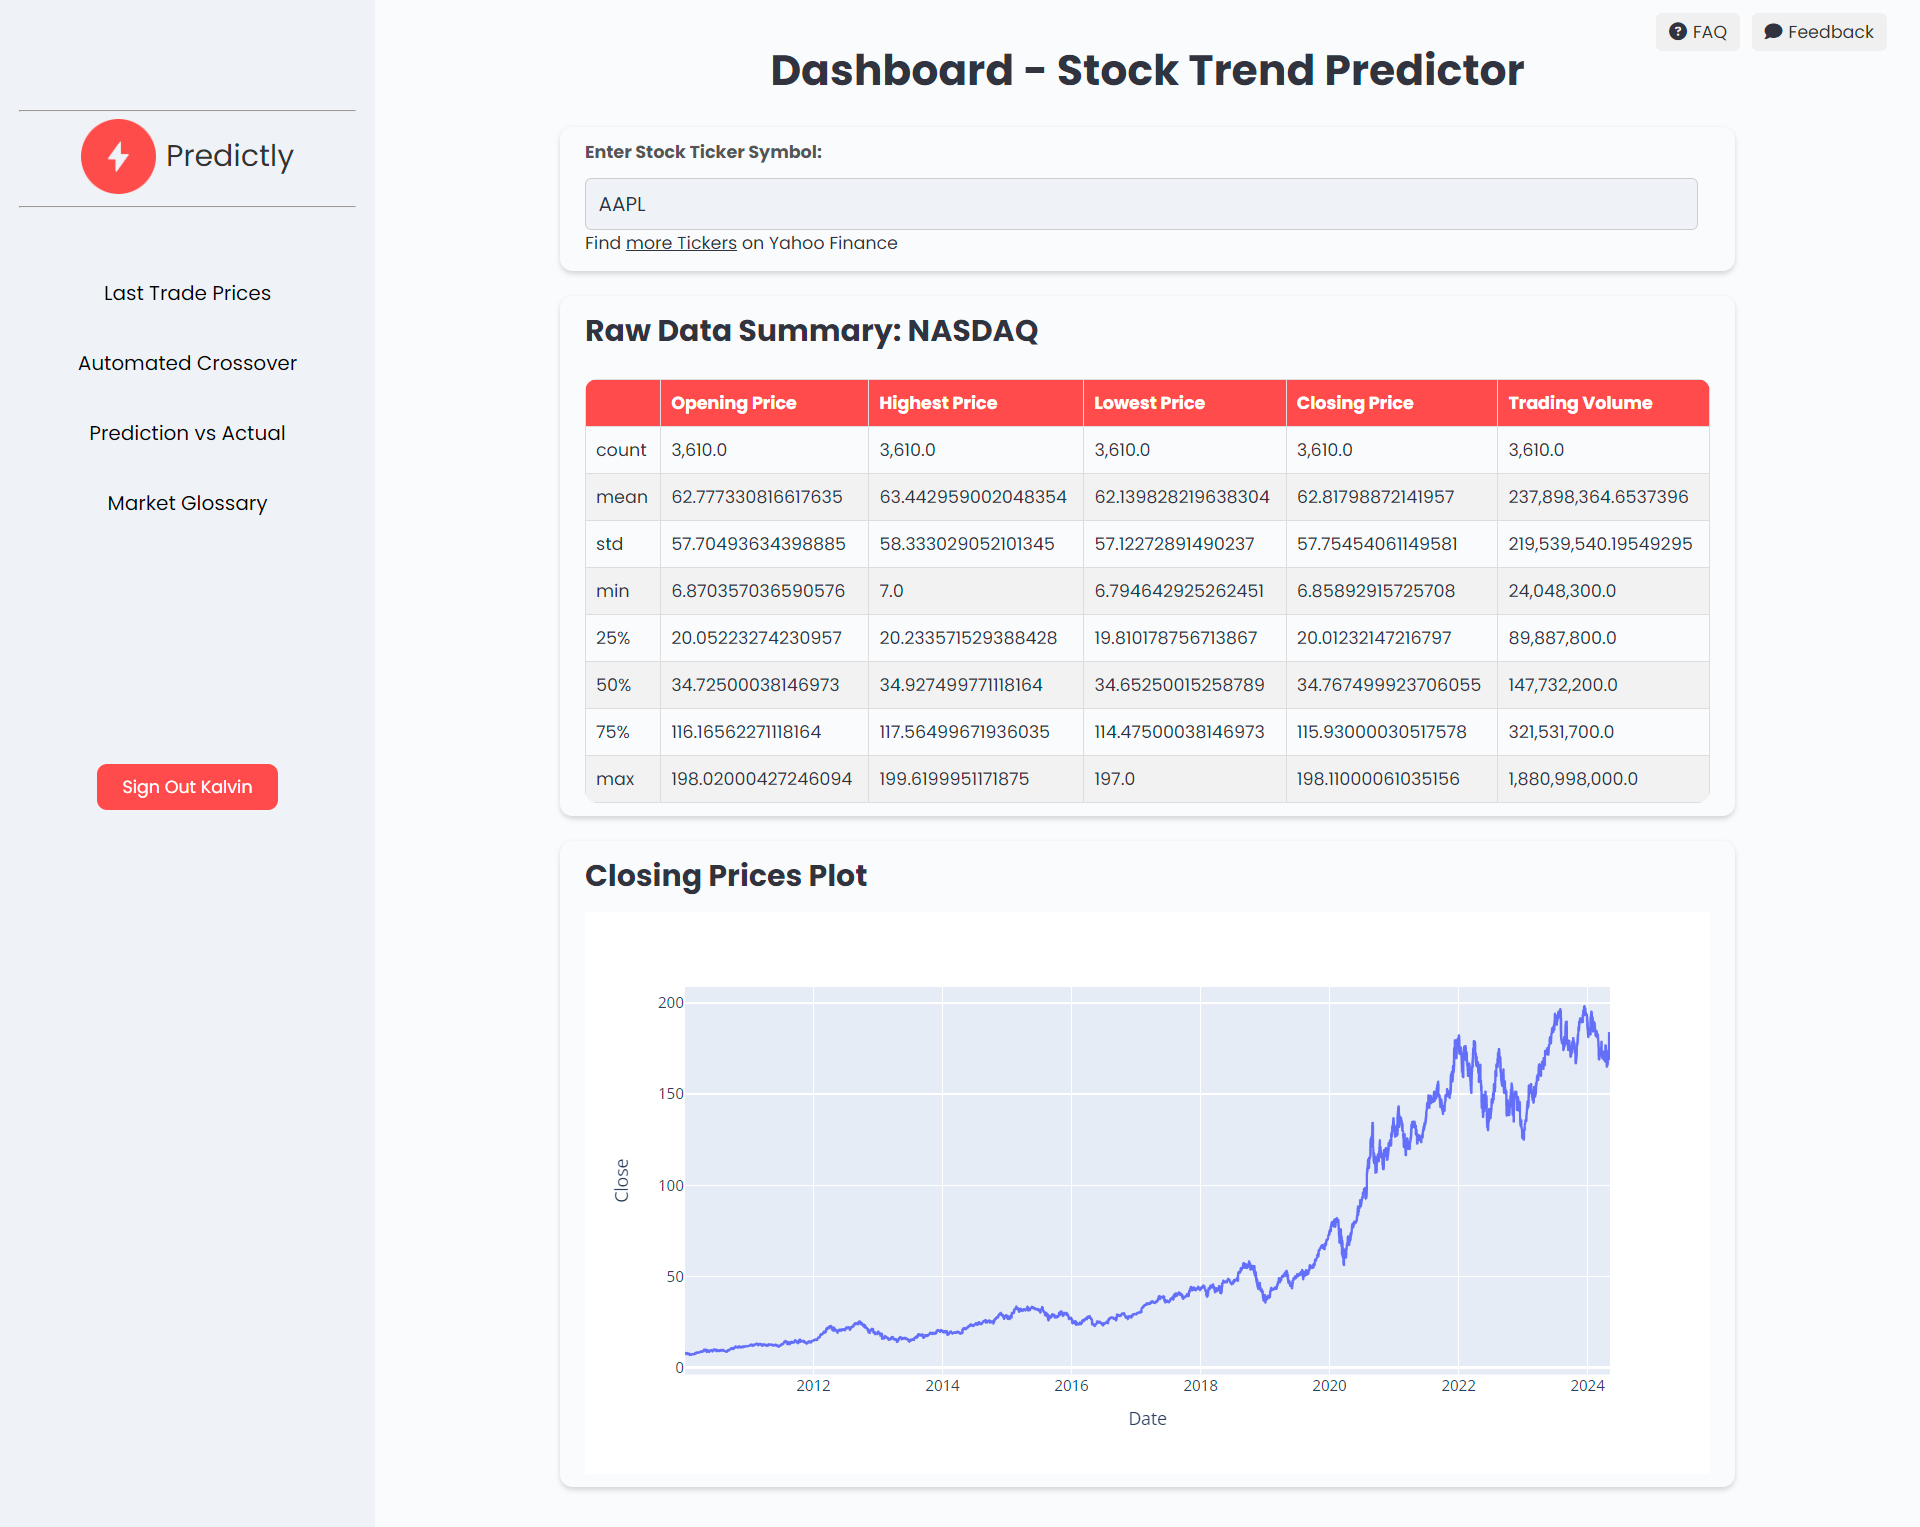 FAQ
Feedback
Dashboard - Stock Trend Predictor
Predictly
Last Trade Prices
Automated Crossover
Prediction vs Actual
Market Glossary
Sign Out Kalvin
Enter Stock Ticker Symbol:
AAPL
Find more Tickers on Yahoo Finance
Raw Data Summary: NASDAQ
Opening Price Highest Price Lowest Price Closing Price Trading Volume
count 3,610.0 3,610.0 3,610.0 3,610.0 3,610.0
mean 62.777330816617635 63.442959002048354 62.139828219638304 62.81798872141957 237,898,364.6537396
std 57.70493634398885 58.333029052101345 57.12272891490237 57.75454061149581 219,539,540.19549295
min 6.870357036590576 7.0 6.794642925262451 6.85892915725708 24,048,300.0
25% 20.05223274230957 20.233571529388428 19.810178756713867 20.01232147216797 89,887,800.0
50% 34.72500038146973 34.927499771118164 34.65250015258789 34.767499923706055 147,732,200.0
75% 116.16562271118164 117.56499671936035 114.47500038146973 115.93000030517578 321,531,700.0
max 198.02000427246094 199.6199951171875 197.0 198.11000061035156 1,880,998,000.0
Closing Prices Plot
200
150
100
50
0
Close
2012 2014 2016 2018 2020 2022 2024
Date